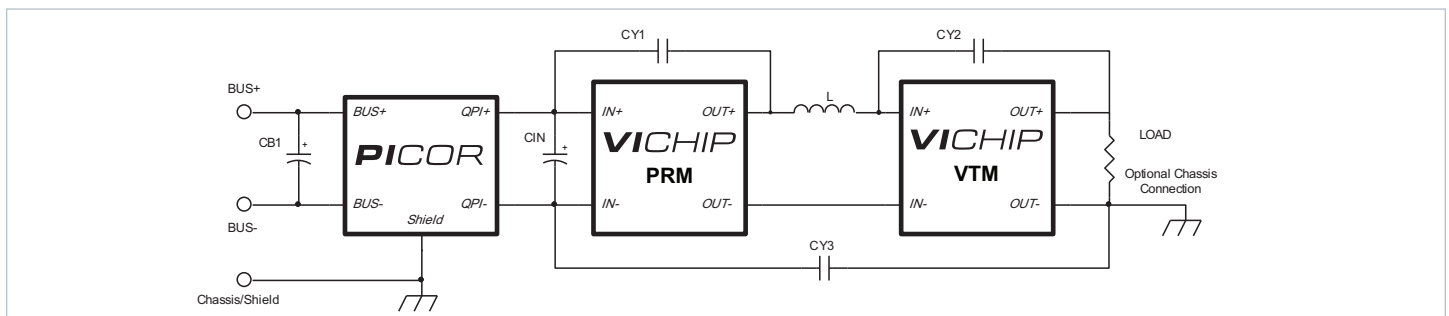 CY1
CY2
BUS+
BUS+
QPI+
IN+
OUT+
L
IN+
OUT+
CB1
+
PICOR
CIN
+
VICHIP
PRM
VICHIP
VTM
LOAD
Optional Chassis
Connection
BUS-
QPI-
IN-
OUT-
IN-
OUT-
BUS-
Shield
CY3
Chassis/Shield